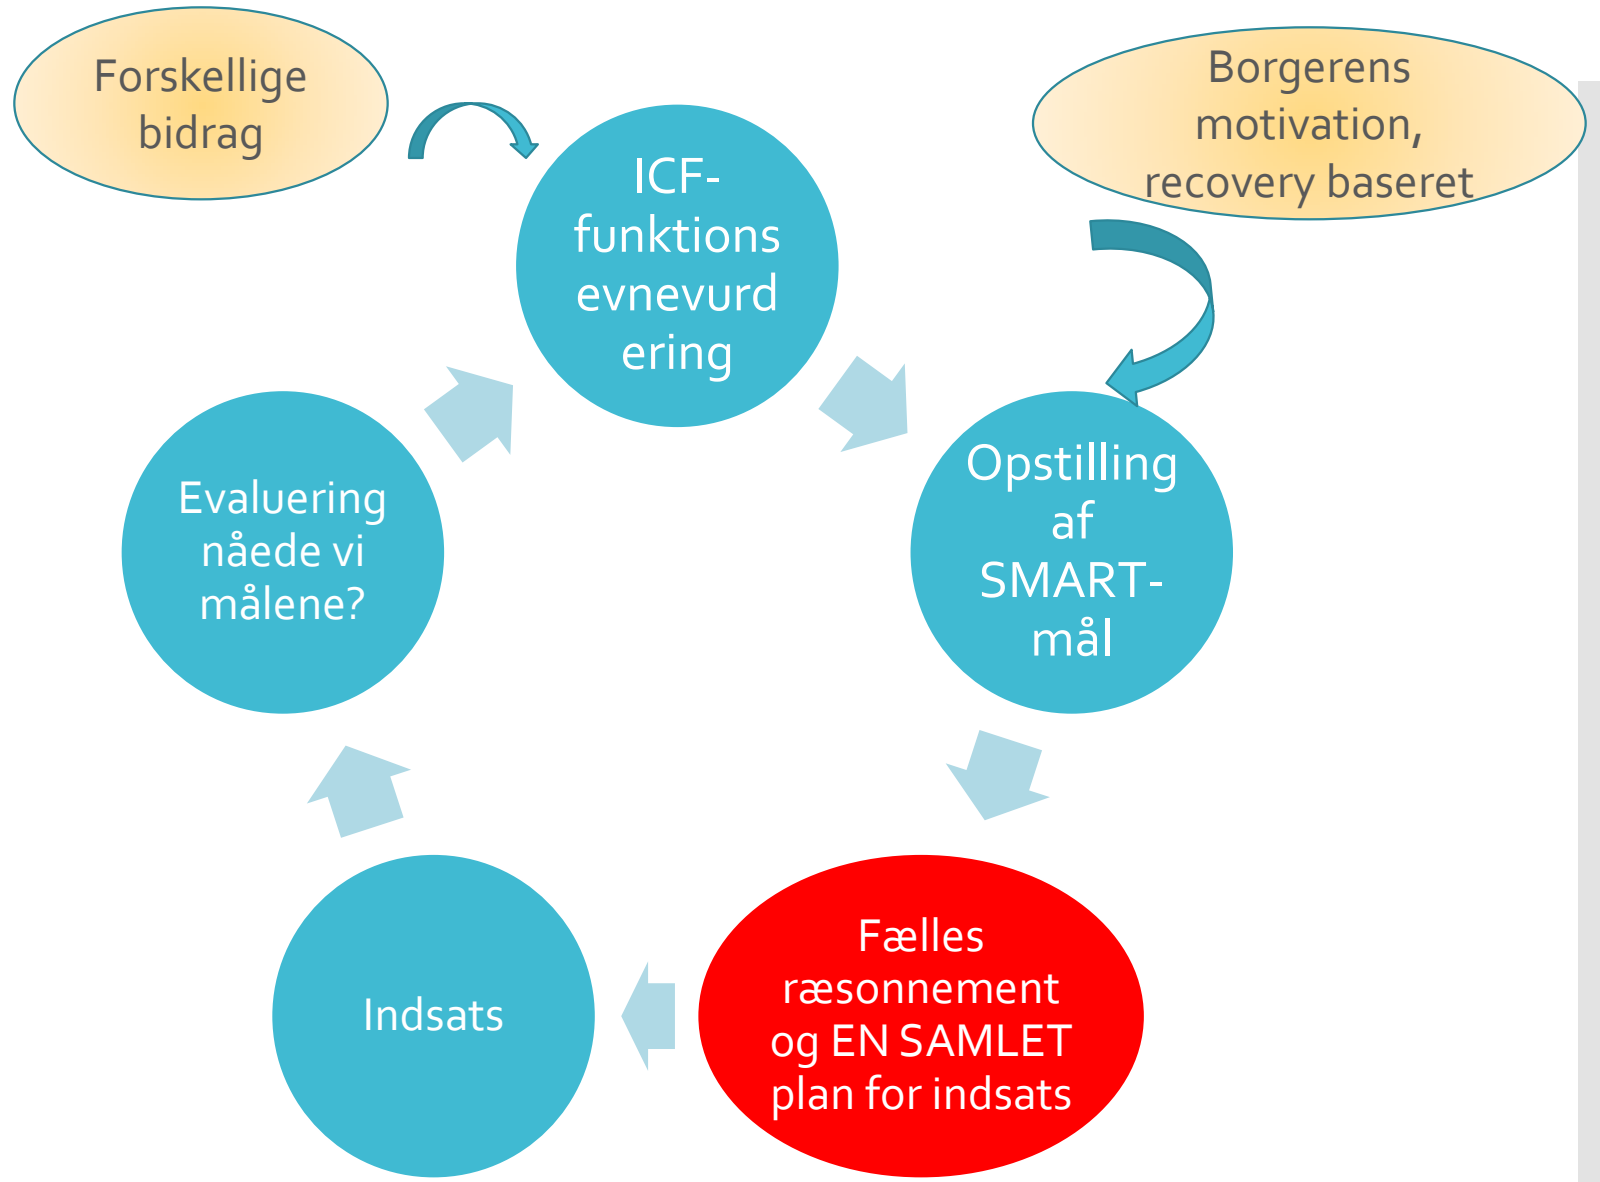 Forskellige
bidrag
Borgerens
motivation,
recovery baseret
ICF-
funktions
evnevurd
ering
Opstilling
af
SMART-
mål
Fælles
ræsonnement
og EN SAMLET
plan for indsats
Indsats
Evaluering
nåede vi
målene?